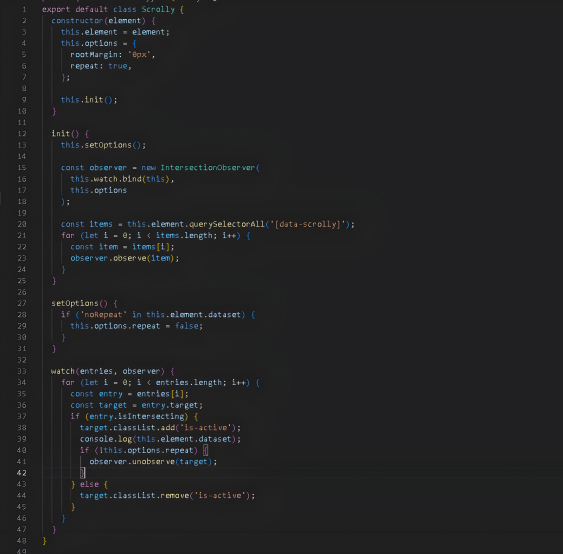 1 export default class Scrolly {
2 constructor(element) {
3 this.element = element;
4 this.options = {
5 rootMargin: '0px',
6 repeat: true,
7 };
8
9 this.init();
10 }
11
12 init() {
13 this.setOptions();
14
15 const observer = new IntersectionObserver(
16 this.watch.bind(this),
17 this.options
18 );
19
20 const items = this.element.querySelectorAll('[data-scrolly]');
21 for (let i = 0; i < items.length; i++) {
22 const item = items[i];
23 observer.observe(item);
24 }
25 }
26
27 setOptions() {
28 if ('noRepeat' in this.element.dataset) {
29 this.options.repeat = false;
30 }
31 }
32
33 watch(entries, observer) {
34 for (let i = 0; i < entries.length; i++) {
35 const entry = entries[i];
36 const target = entry.target;
37 if (entry.isIntersecting) {
38 target.classList.add('is-active');
39 console.log(this.element.dataset);
40 if (!this.options.repeat) {
41 observer.unobserve(target);
42 }
43 } else {
44 target.classList.remove('is-active');
45 }
46 }
47 }
48 }
49